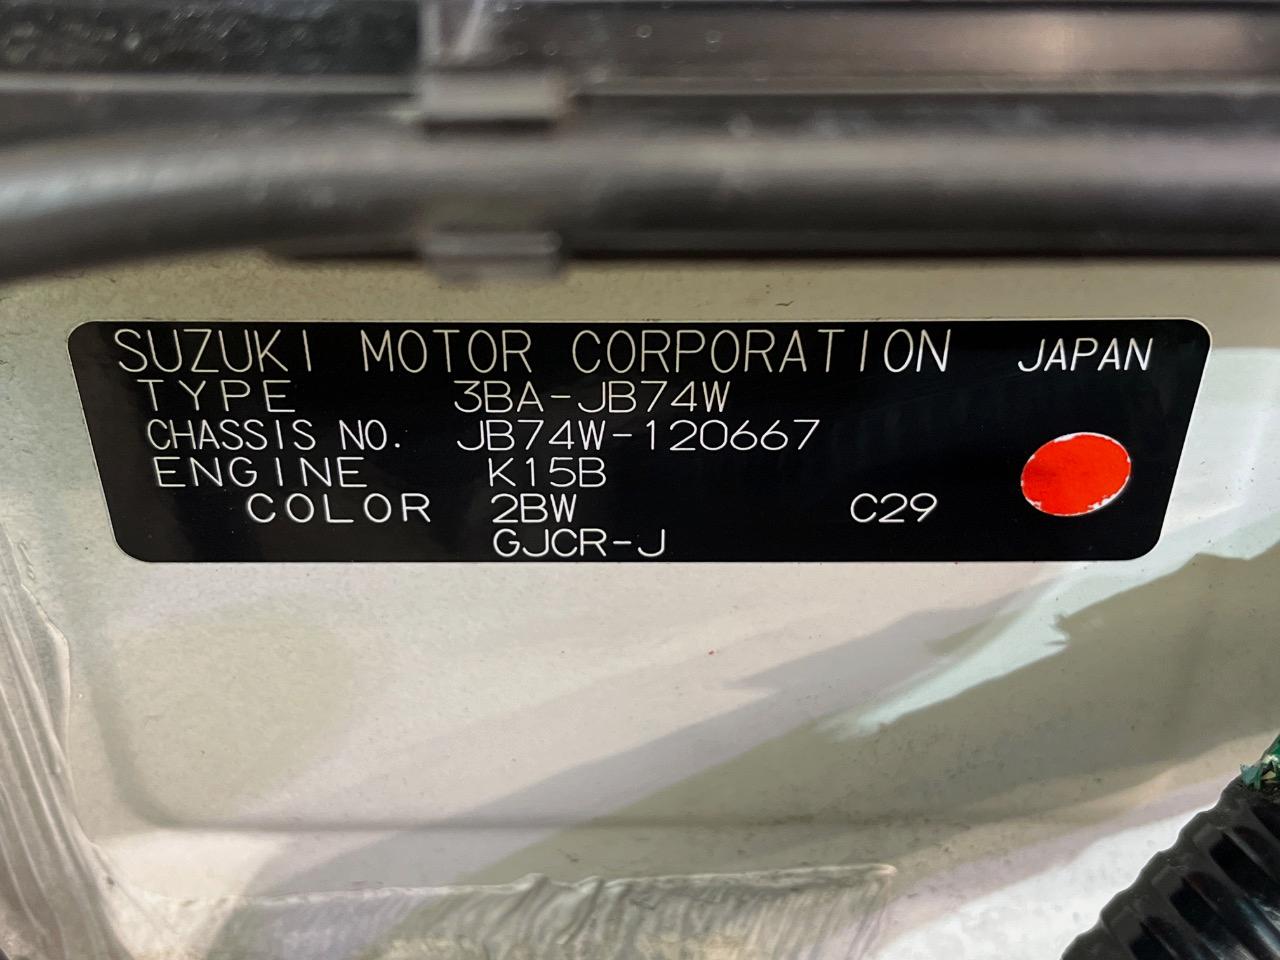 SUZUKI MOTOR CORPORATION JAPAN
TYPE 3BA-JB74W
CHASSIS NO. JB74W-120667
ENGINE K15B
COLOR 2BW C29
GJCR-J